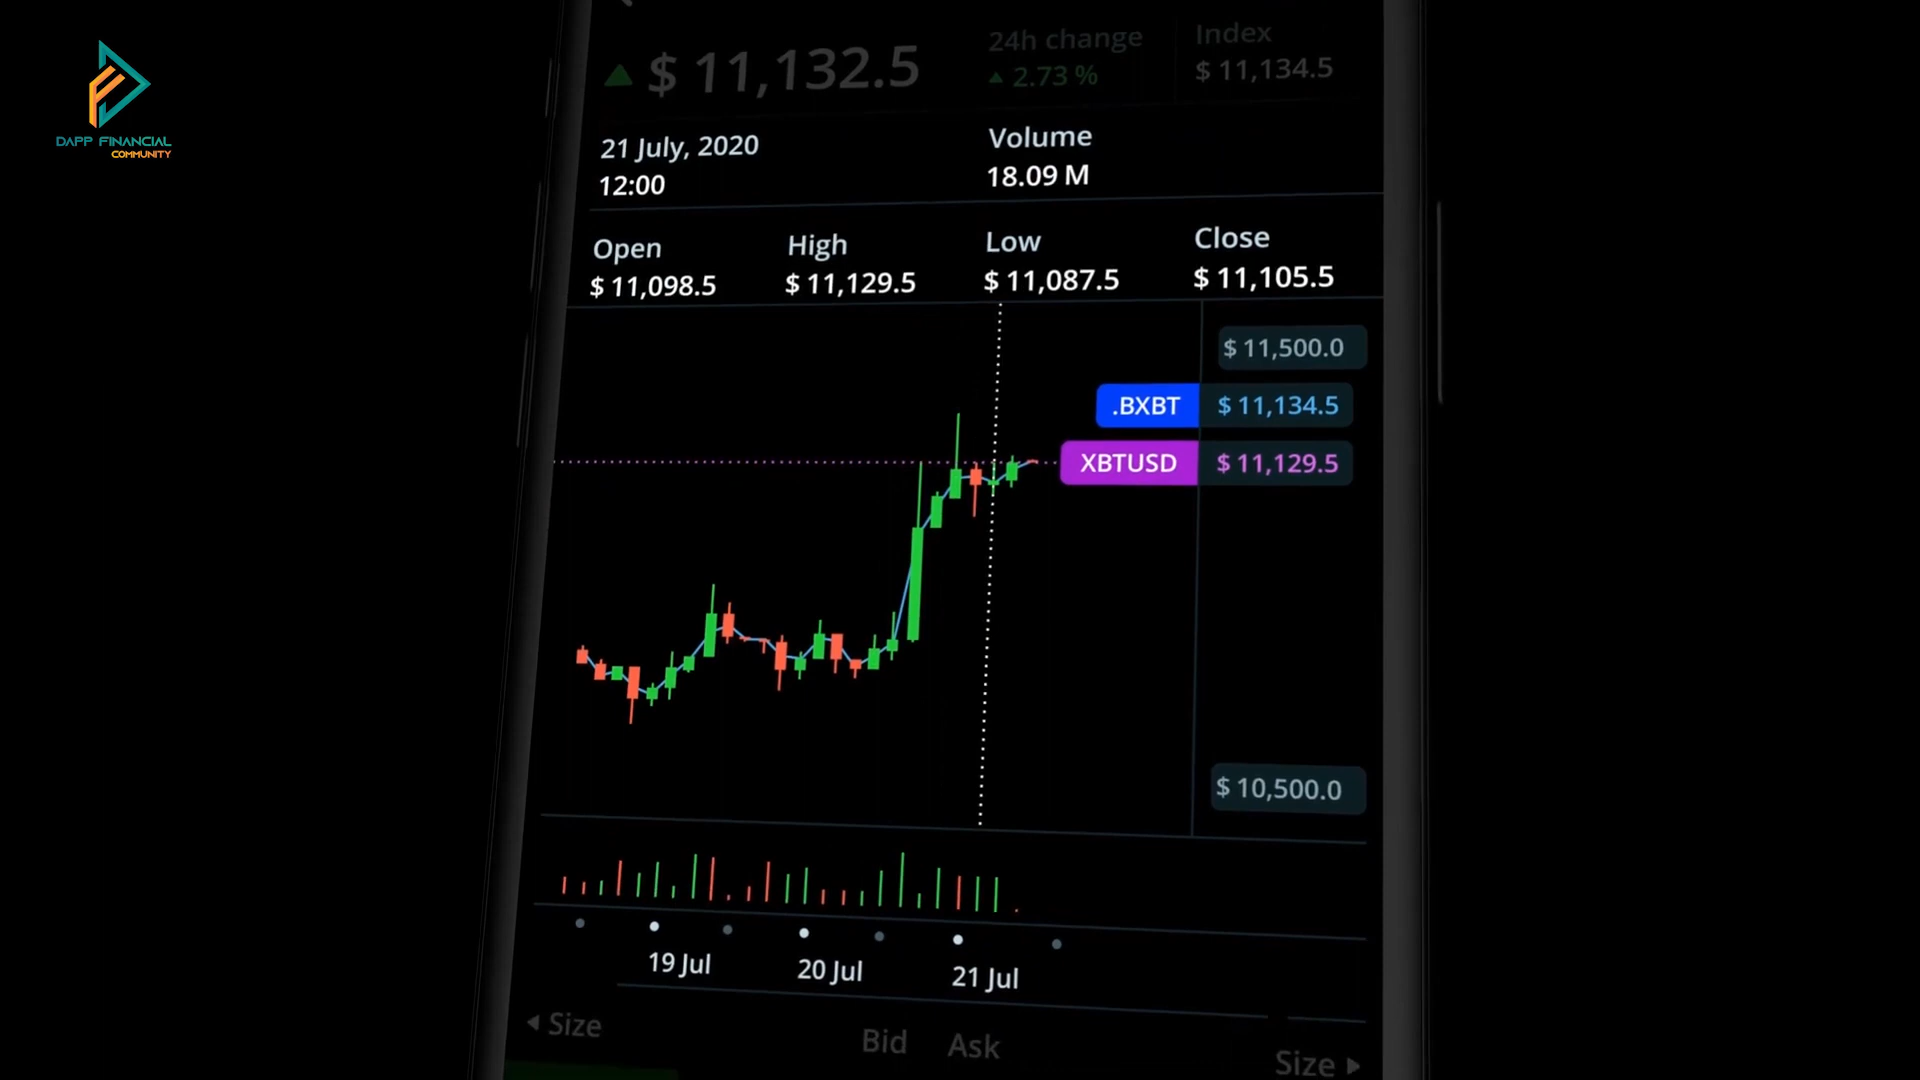 DAPP FINANCIAL
COMMUNITY
$ 11,132.5
24h change
2.73 %
Index
$ 11,134.5
21 July, 2020
12:00
Volume
18.09 M
Open
$ 11,098.5
High
$ 11,129.5
Low
$ 11,087.5
Close
$ 11,105.5
$ 11,500.0
.BXBT
$ 11,134.5
XBTUSD
$ 11,129.5
$ 10,500.0
19 Jul
20 Jul
21 Jul
Size
Bid
Ask
Size